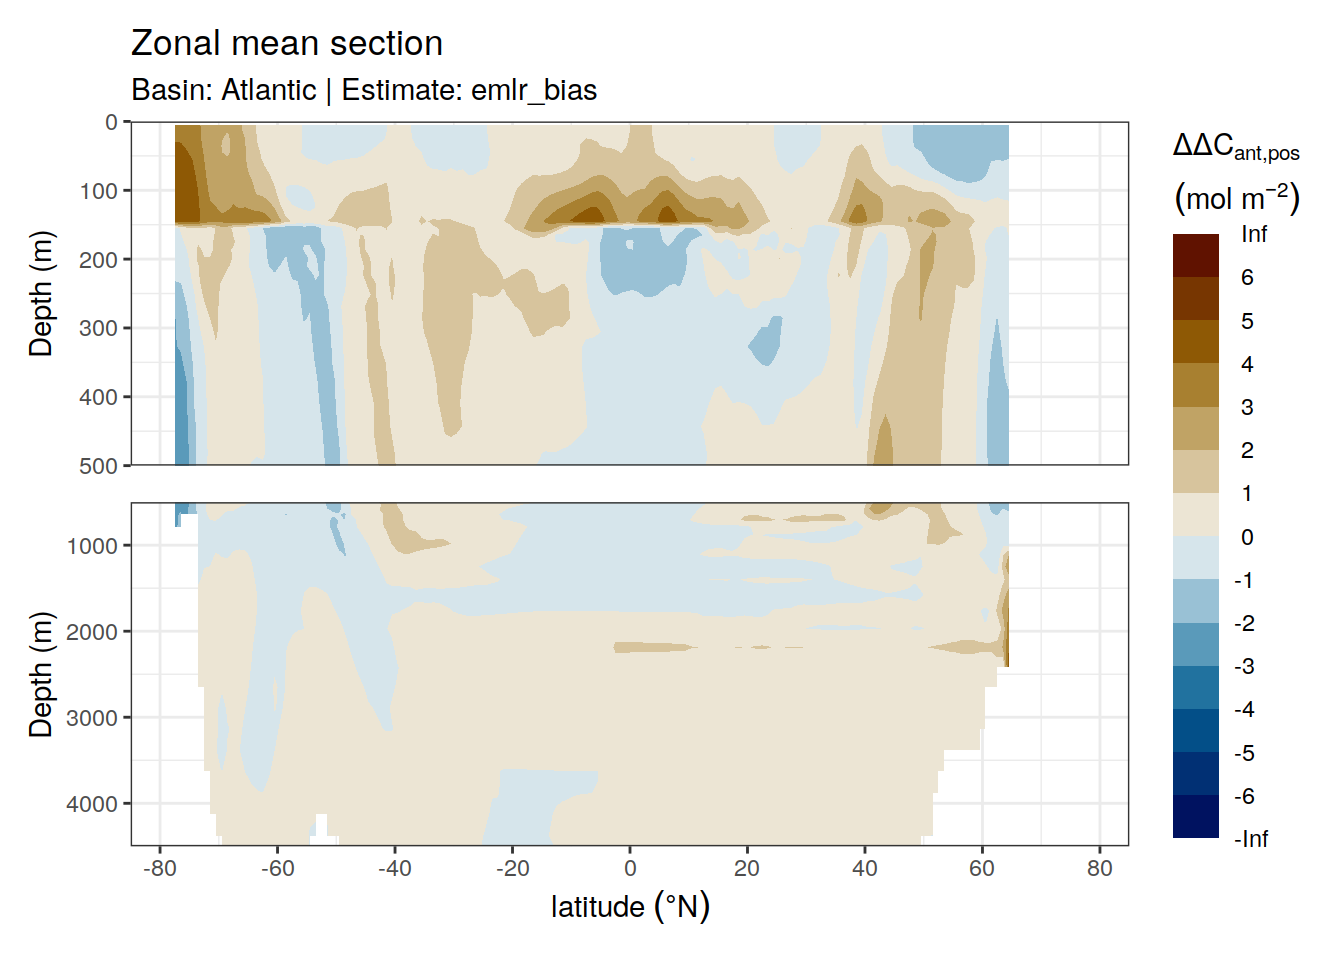 Zonal mean section
Basin: Atlantic | Estimate: emlr_bias
0
100
200
300
400
500
Depth (m)
1000
2000
3000
4000
Depth (m)
-80 -60 -40 -20 0 20 40 60 80
latitude (°N)
ΔΔC_ant,pos
(mol m⁻²)
Inf
6
5
4
3
2
1
0
-1
-2
-3
-4
-5
-6
-Inf